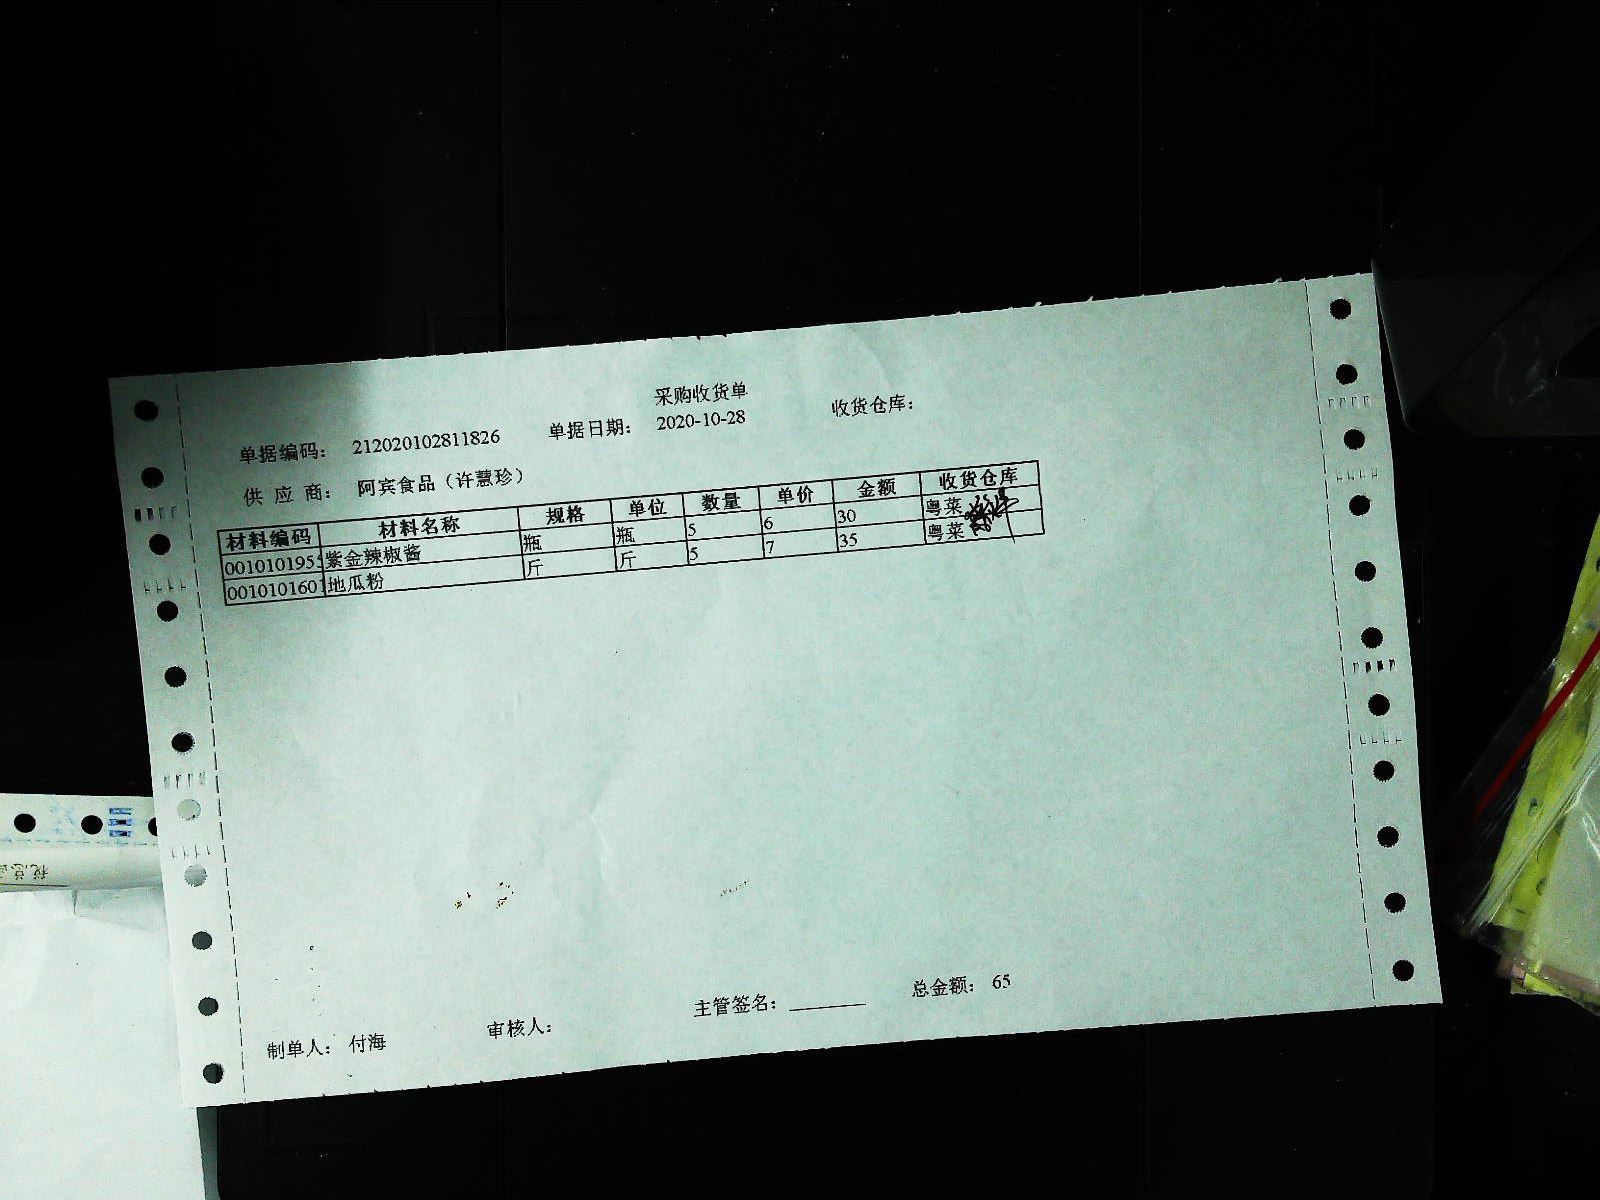 采购收货单
单据编码： 212020102811826 单据日期： 2020-10-28 收货仓库：
供 应 商： 阿宾食品（许慧珍）
材料编码 材料名称 规格 单位 数量 单价 金额 收货仓库
0010101955 紫金辣椒酱 瓶 瓶 5 6 30 粤菜
0010101601 地瓜粉 斤 斤 5 7 35 粤菜
制单人： 付海 审核人： 主管签名：_______ 总金额： 65